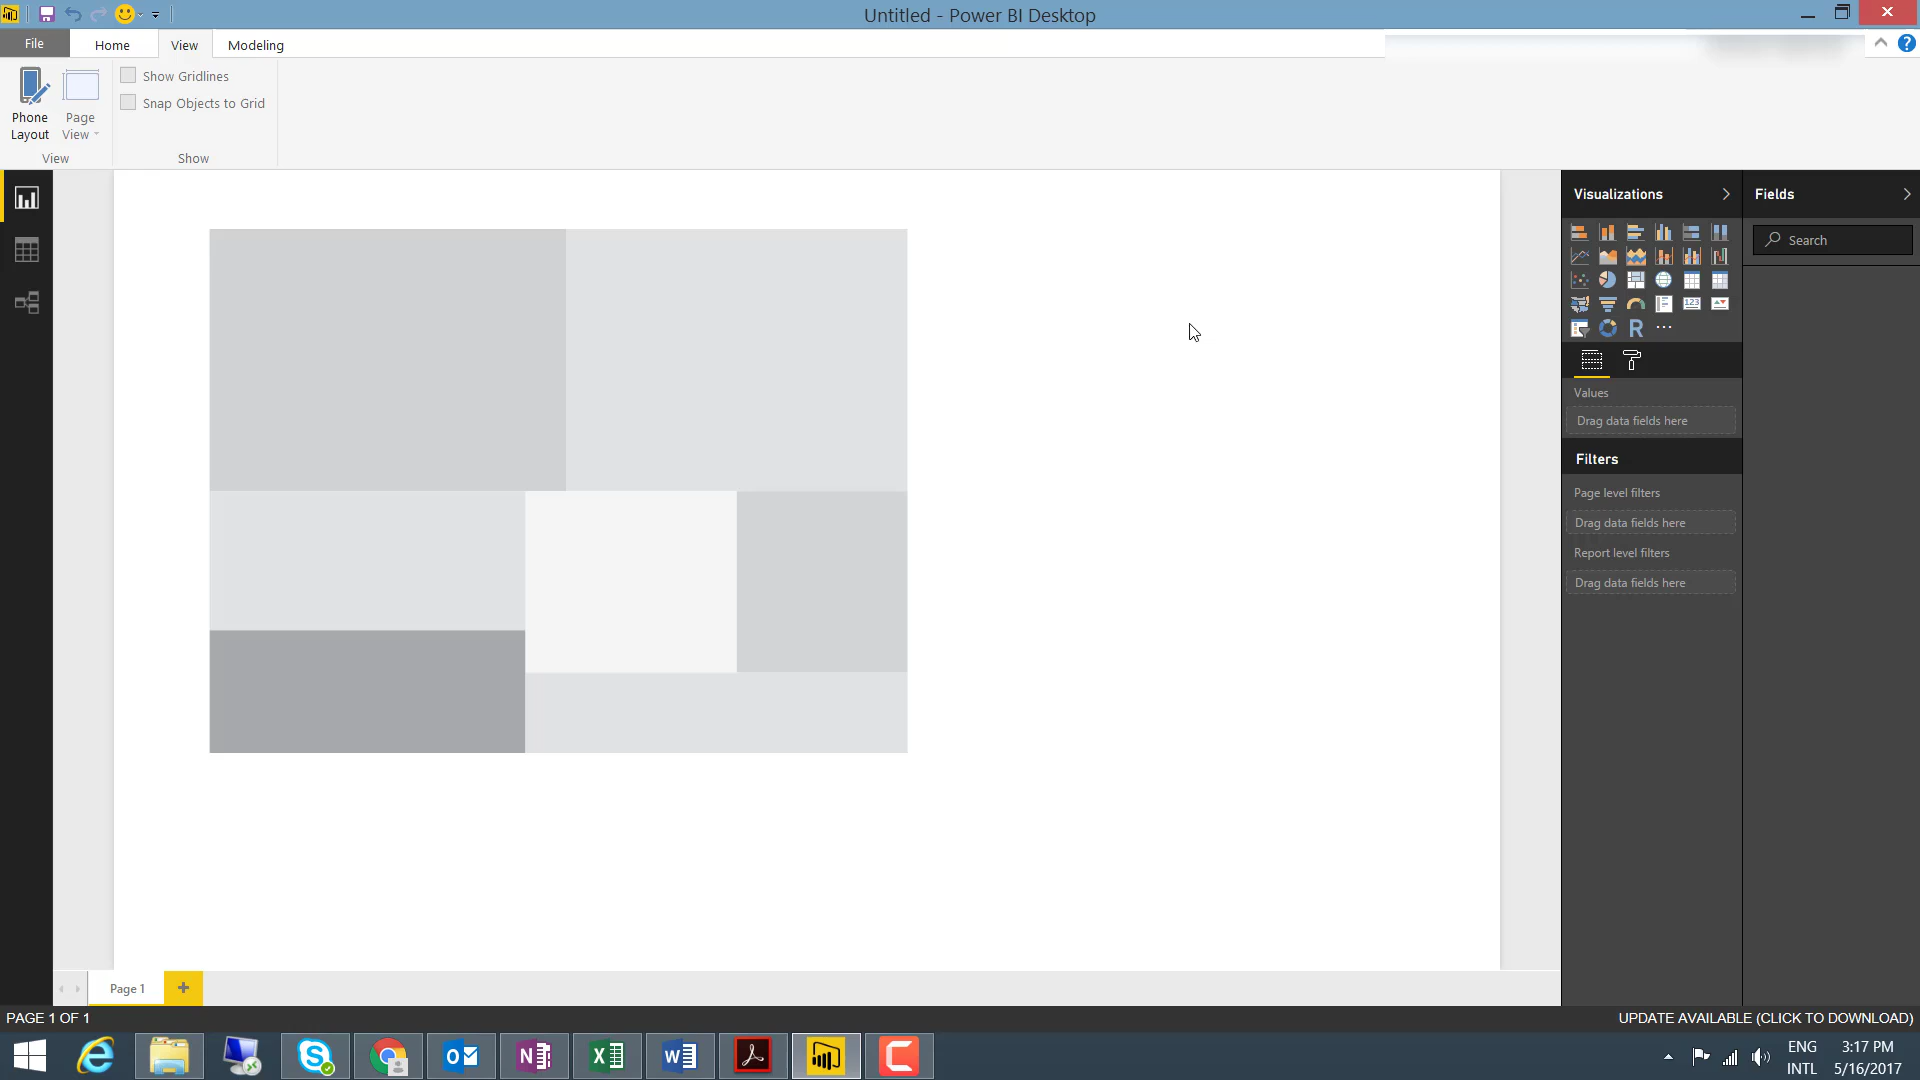 Untitled - Power BI Desktop
File
Home
View
Modeling
?
Phone
Layout
Page
View
Show Gridlines
Snap Objects to Grid
View
Show
Visualizations
Fields
Search
123
R
Values
Drag data fields here
Filters
Page level filters
Drag data fields here
Report level filters
Drag data fields here
Page 1
+
PAGE 1 OF 1
UPDATE AVAILABLE (CLICK TO DOWNLOAD)
ENG
INTL
3:17 PM
5/16/2017